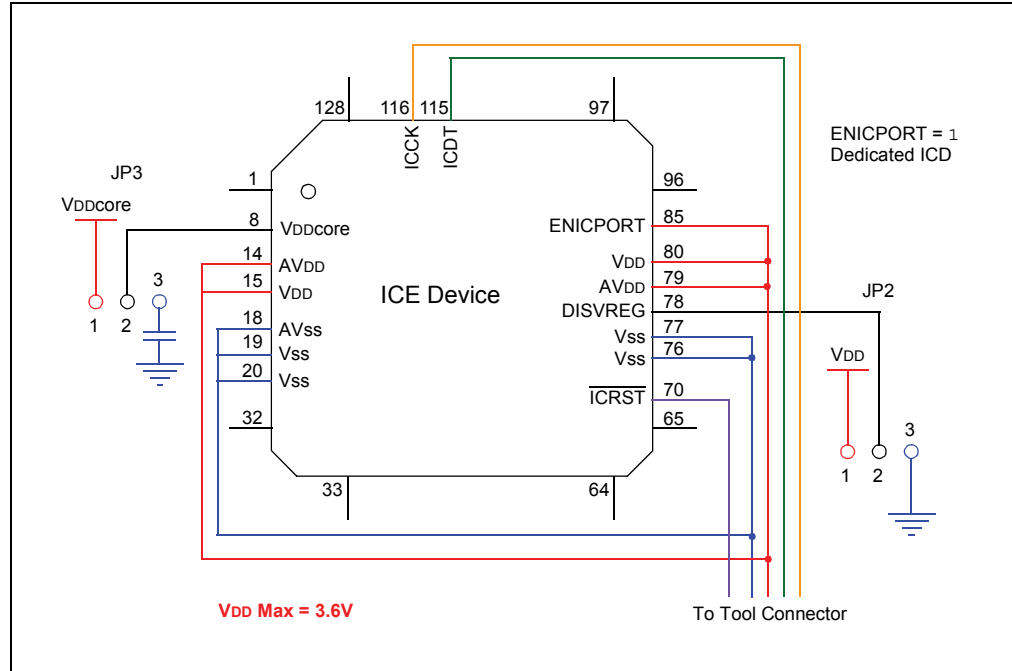 128
116
115
97
ICCK
ICDT
ENICPORT = 1
Dedicated ICD
JP3
VDDcore
1
2
3
1
8
14
15
18
19
20
32
33
VDDcore
AVDD
VDD
AVss
Vss
Vss
ICE Device
ENICPORT
VDD
AVDD
DISVREG
Vss
Vss
ICRST
96
85
80
79
78
77
76
70
65
64
JP2
VDD
1
2
3
VDD Max = 3.6V
To Tool Connector